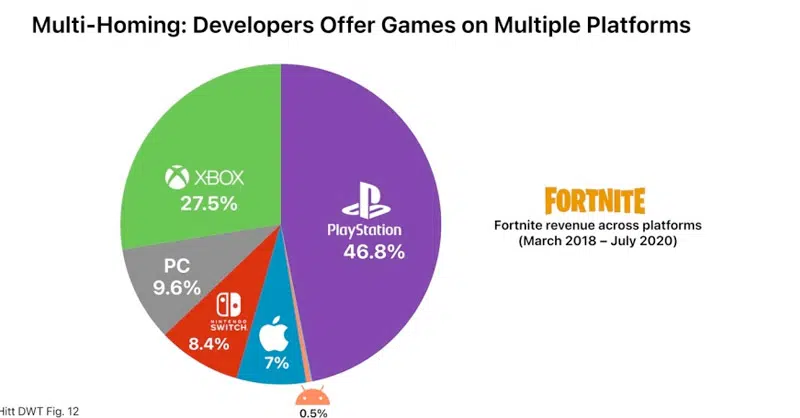 Multi-Homing: Developers Offer Games on Multiple Platforms
XBOX
27.5%
PlayStation
46.8%
PC
9.6%
NINTENDO
SWITCH
8.4%
7%
0.5%
FORTNITE
Fortnite revenue across platforms
(March 2018 – July 2020)
Hitt DWT Fig. 12